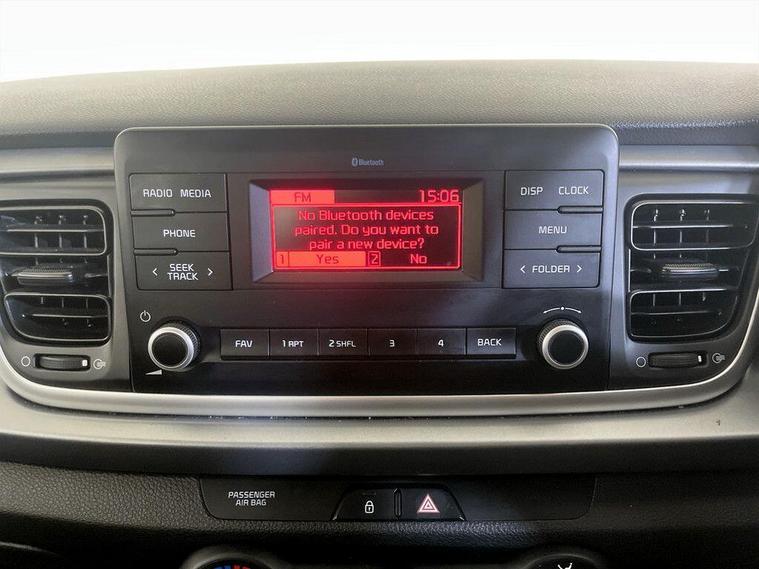 Bluetooth
RADIO MEDIA
PHONE
< SEEK >
TRACK
FM 15:06
No Bluetooth devices
paired. Do you want to
pair a new device?
1 Yes 2 No
DISP CLOCK
MENU
< FOLDER >
FAV 1 RPT 2 SHFL 3 4 BACK
PASSENGER
AIR BAG